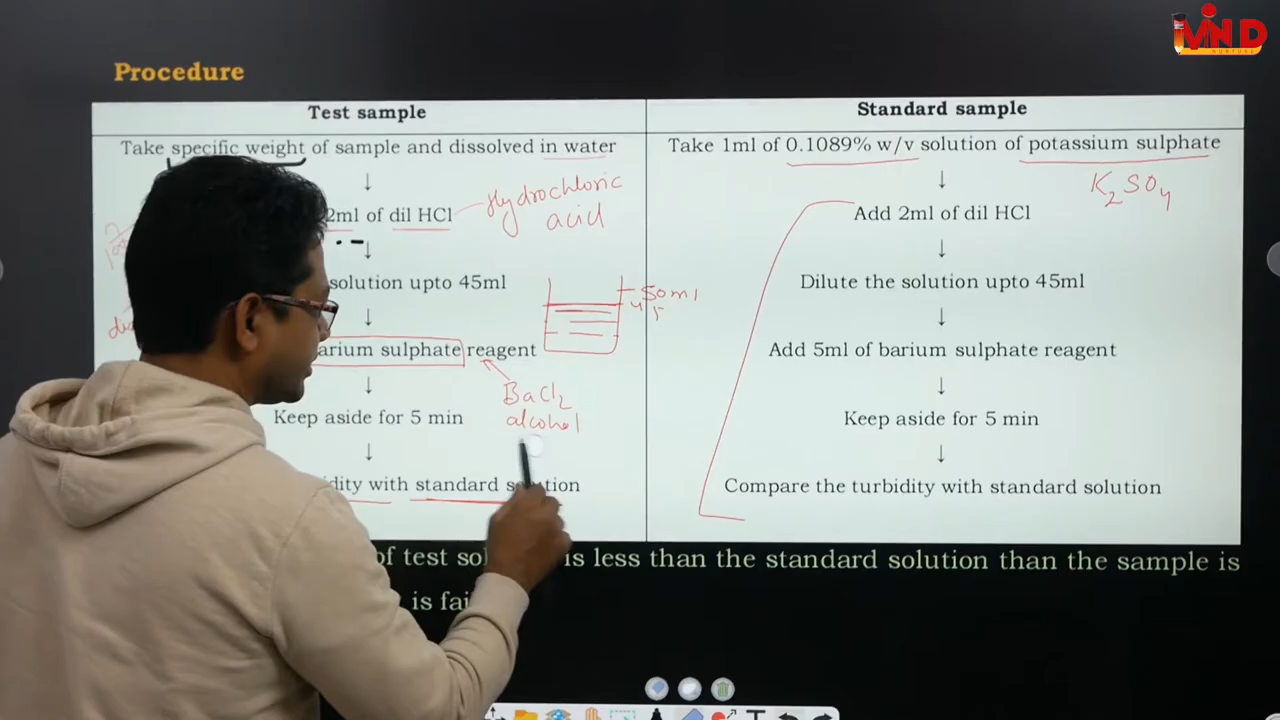 MIND
NURTURE
Procedure
Test sample
Standard sample
Take specific weight of sample and dissolved in water
Take 1ml of 0.1089% w/v solution of potassium sulphate
K2SO4
↓
↓
2ml of dil HCl
Hydrochloric
acid
Add 2ml of dil HCl
↓
↓
solution upto 45ml
50ml
45
Dilute the solution upto 45ml
↓
↓
barium sulphate reagent
BaCl2
alcohol
Add 5ml of barium sulphate reagent
↓
↓
Keep aside for 5 min
Keep aside for 5 min
↓
↓
with standard
Compare the turbidity with standard solution
of test is less than the standard solution than the sample is
is